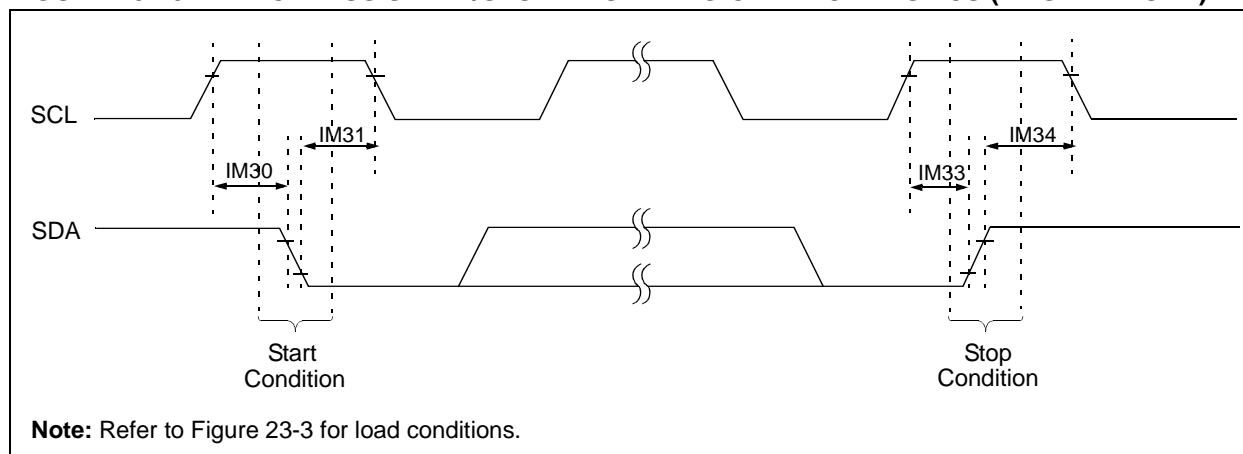 SCL
IM31
IM34
IM30
IM33
SDA
Start
Condition
Stop
Condition
Note: Refer to Figure 23-3 for load conditions.